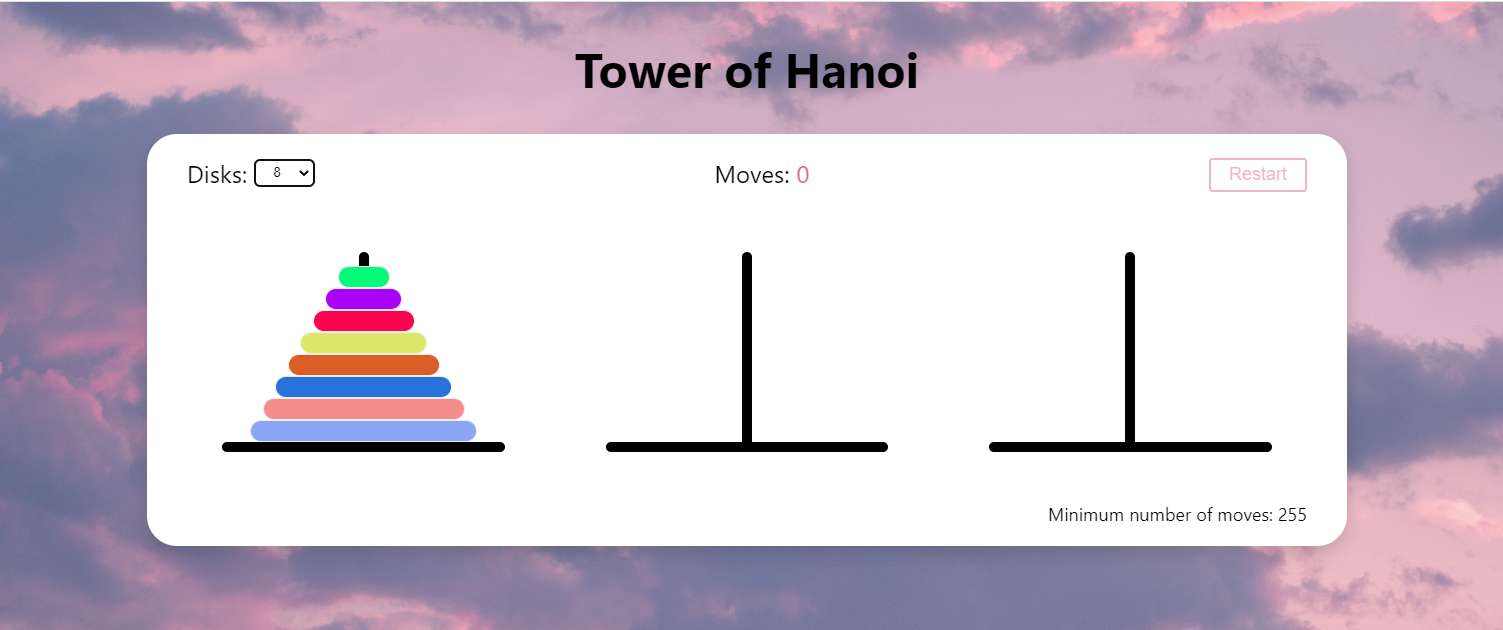 Tower of Hanoi
Disks: 8
Moves: 0
Restart
Minimum number of moves: 255